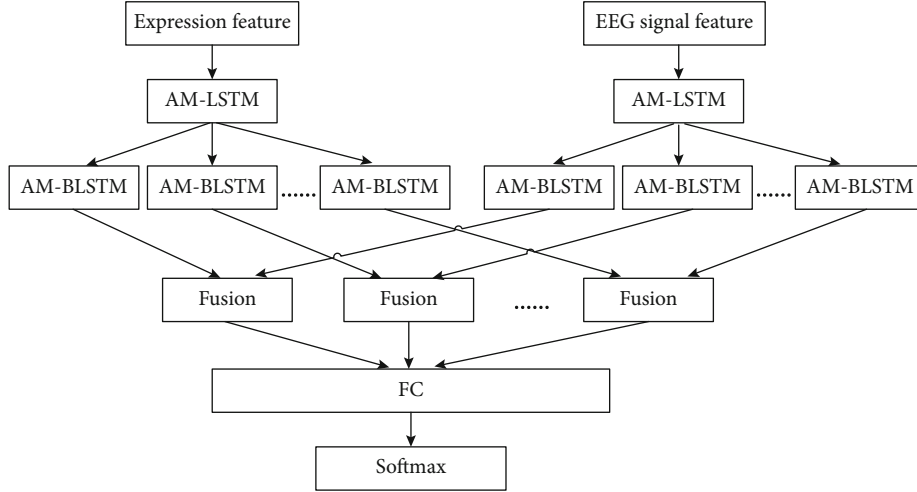 Expression feature
EEG signal feature
AM-LSTM
AM-LSTM
AM-BLSTM
AM-BLSTM
......
AM-BLSTM
AM-BLSTM
AM-BLSTM
......
AM-BLSTM
Fusion
Fusion
......
Fusion
FC
Softmax